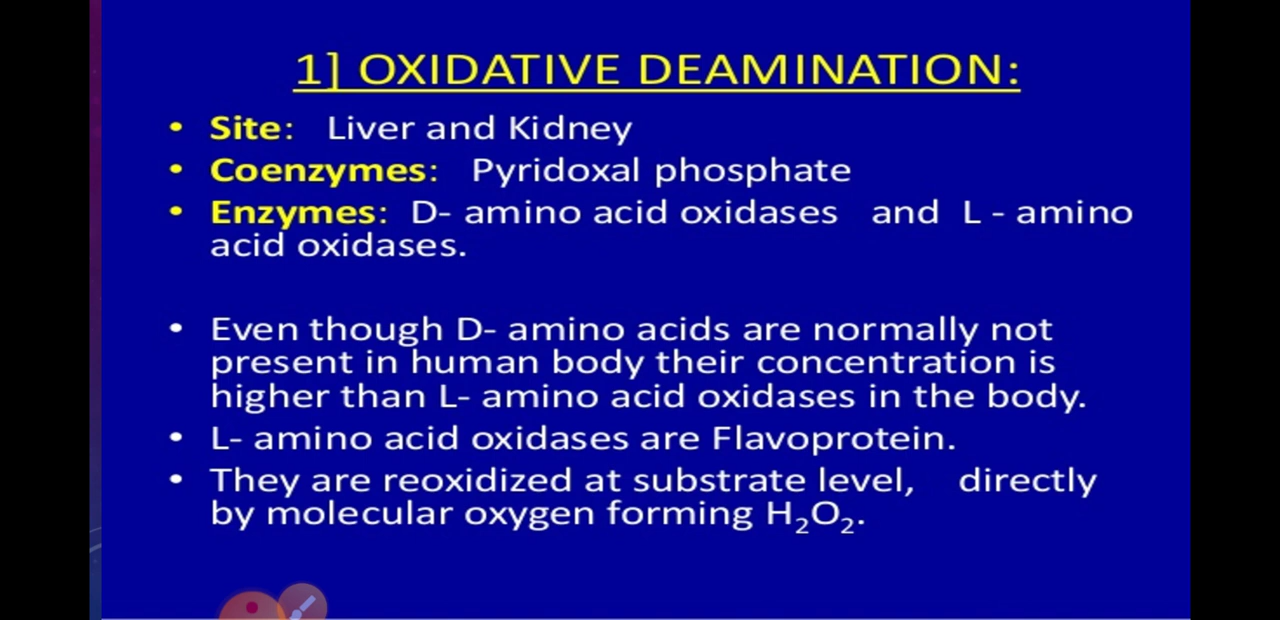 1] OXIDATIVE DEAMINATION:
• Site: Liver and Kidney
• Coenzymes: Pyridoxal phosphate
• Enzymes: D- amino acid oxidases and L - amino
acid oxidases.
• Even though D- amino acids are normally not
present in human body their concentration is
higher than L- amino acid oxidases in the body.
• L- amino acid oxidases are Flavoprotein.
• They are reoxidized at substrate level, directly
by molecular oxygen forming H₂O₂.